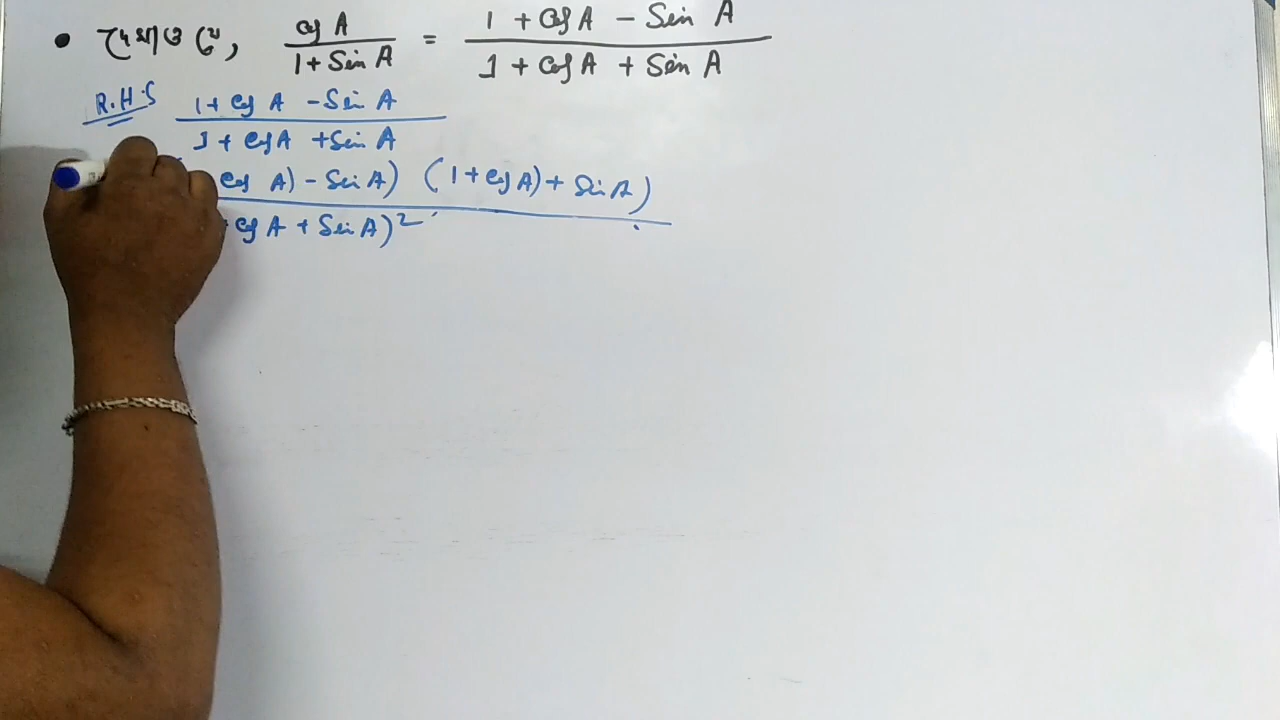 • দেখাও যে, Cos A / 1 + Sin A = 1 + Cos A - Sin A / 1 + Cos A + Sin A
R.H.S 1 + Cos A - Sin A / 1 + Cos A + Sin A
Cos A) - Sin A) (1 + Cos A) + Sin A)
Cos A + Sin A)²